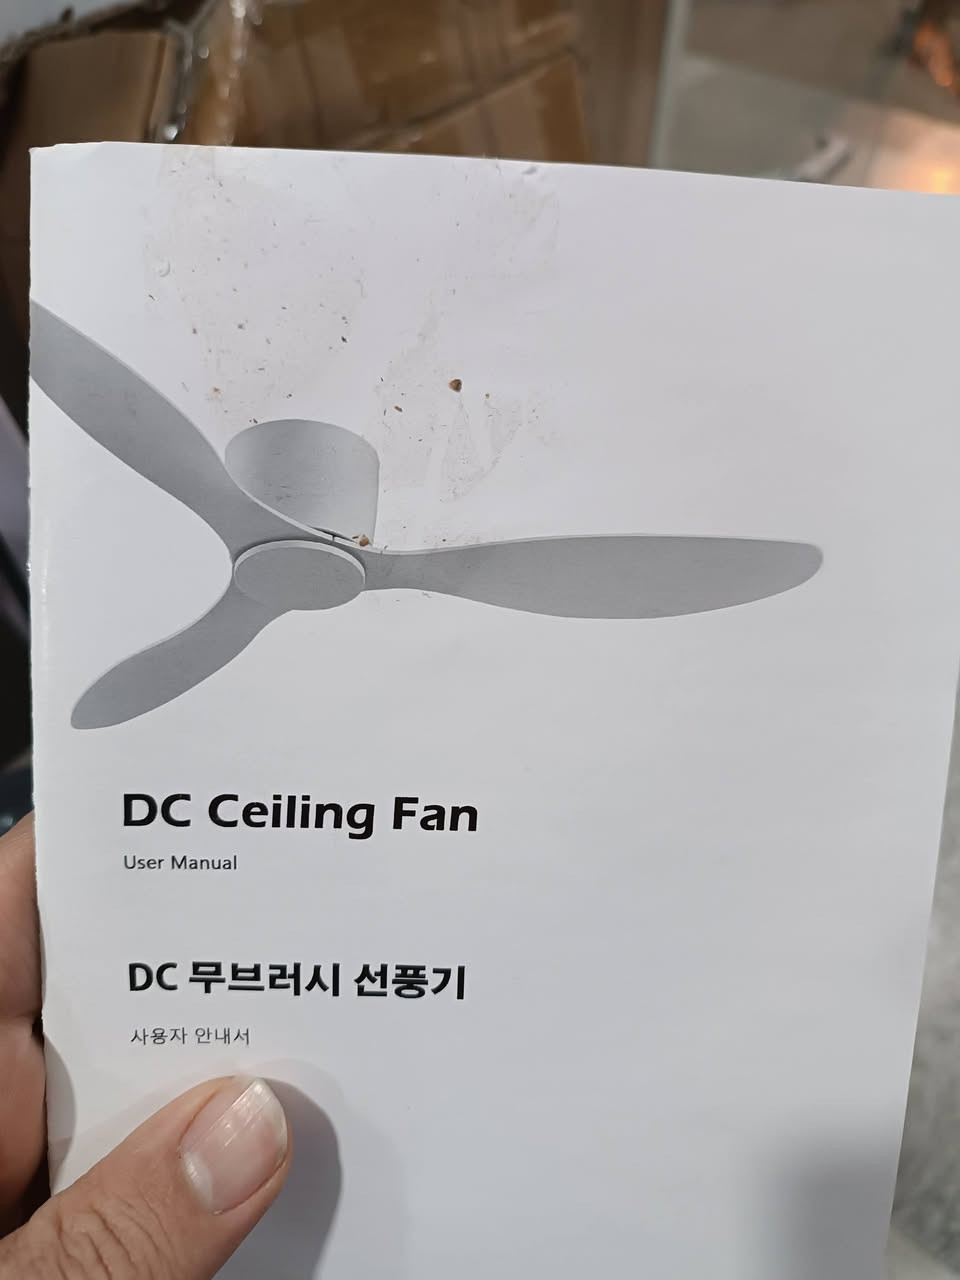 DC Ceiling Fan
User Manual
DC 무브러시 선풍기
사용자 안내서